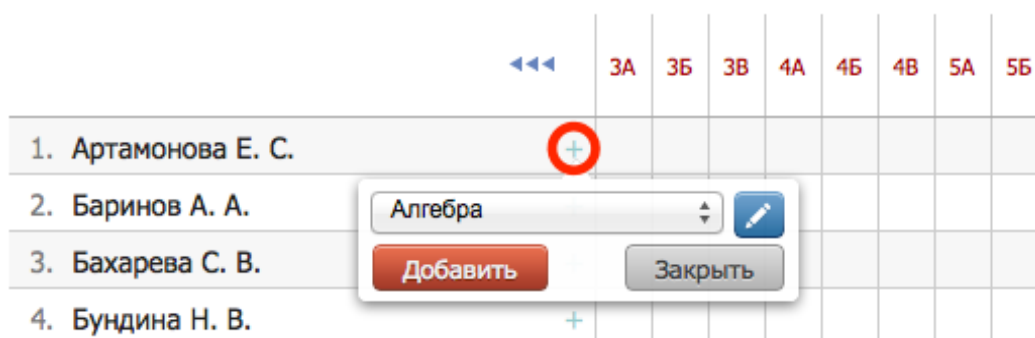 ◄◄◄ 3А 3Б 3В 4А 4Б 4В 5А 5Б
1. Артамонова Е. С. +
2. Баринов А. А.
Алгебра
3. Бахарева С. В.
Добавить Закрыть
4. Бундина Н. В. +